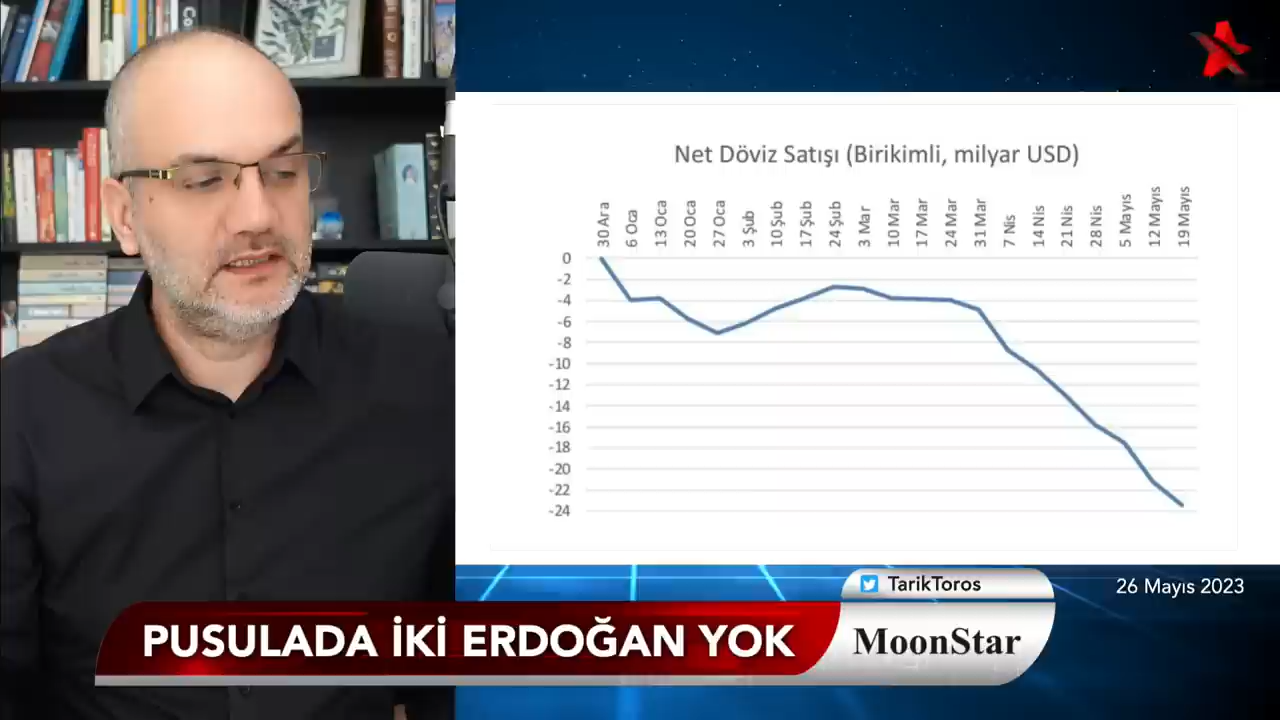 Net Döviz Satışı (Birikimli, milyar USD)
30 Ara
6 Oca
13 Oca
20 Oca
27 Oca
3 Şub
10 Şub
17 Şub
24 Şub
3 Mar
10 Mar
17 Mar
24 Mar
31 Mar
7 Nis
14 Nis
21 Nis
28 Nis
5 Mayıs
12 Mayıs
19 Mayıs
0
-2
-4
-6
-8
-10
-12
-14
-16
-18
-20
-22
-24
TarikToros
26 Mayıs 2023
PUSULADA İKİ ERDOĞAN YOK
MoonStar